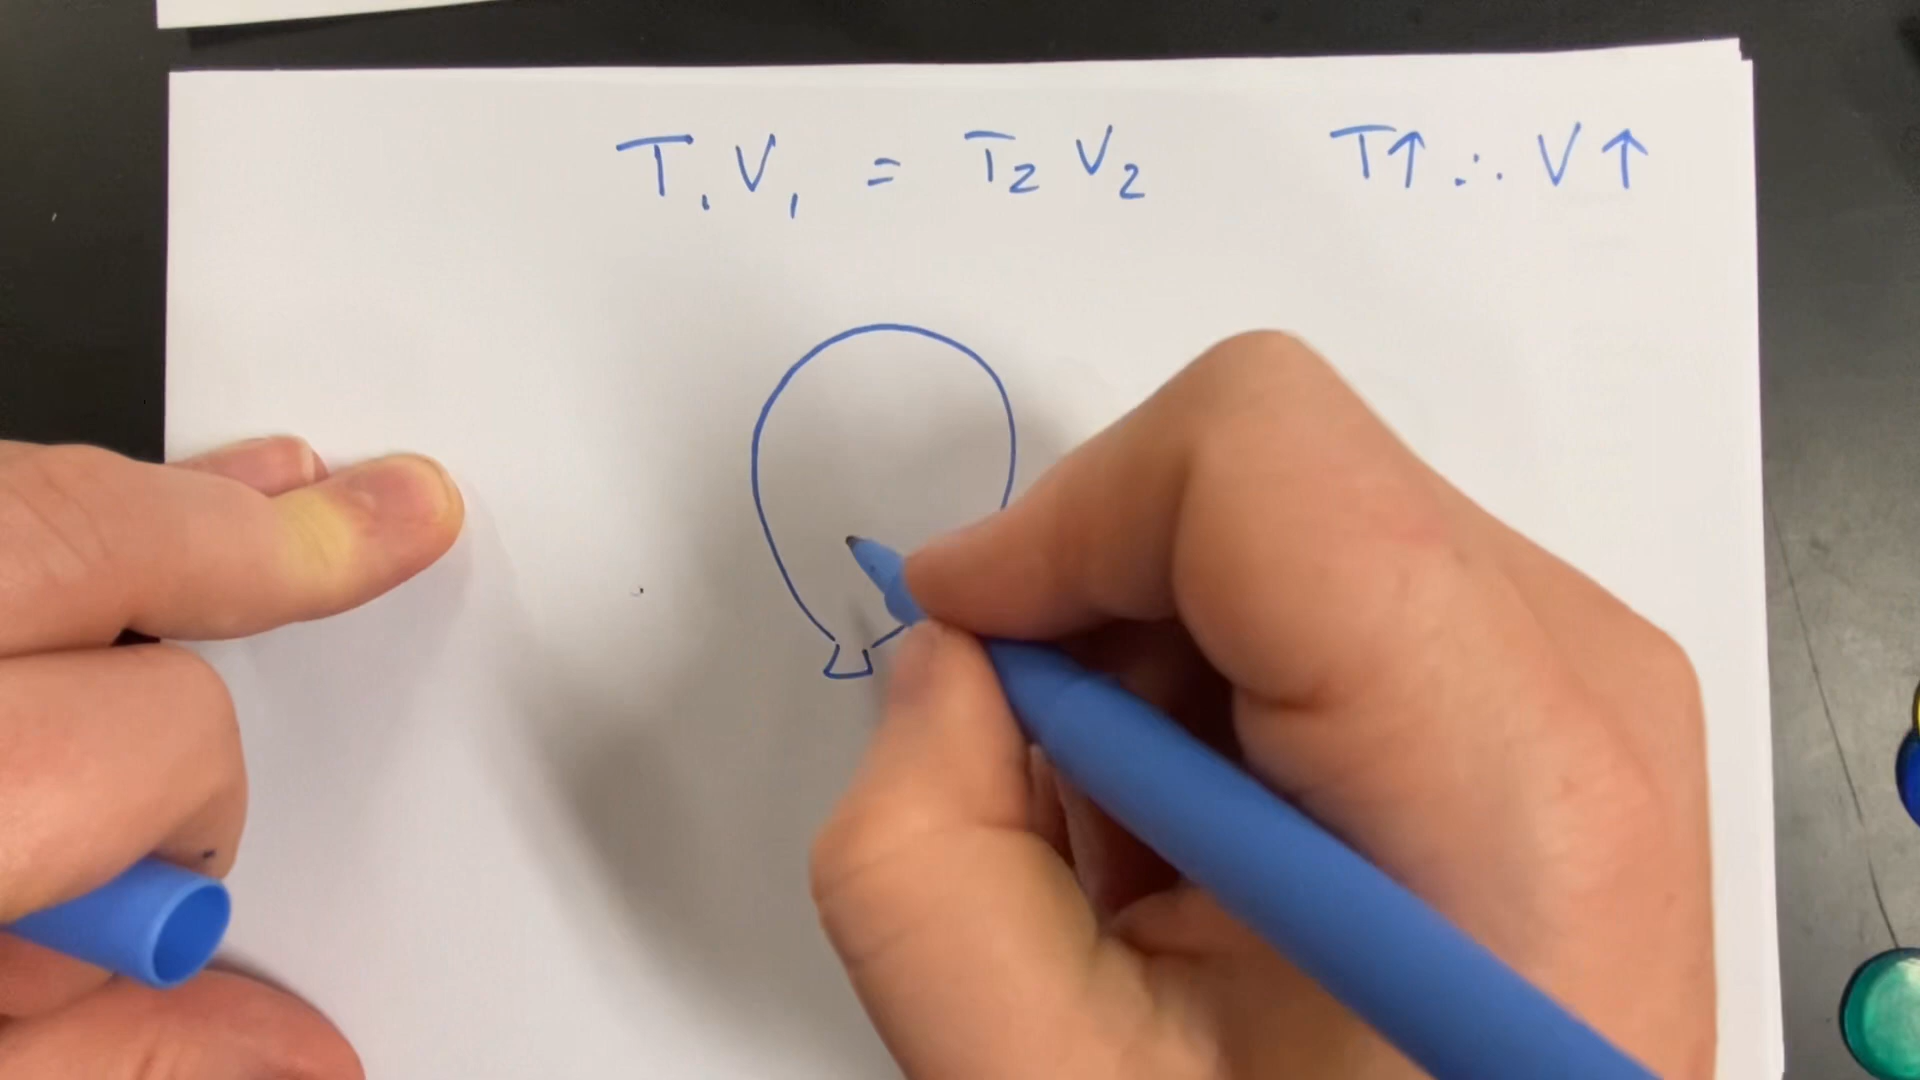 T₁V₁ = T₂V₂ T↑ ∴ V↑